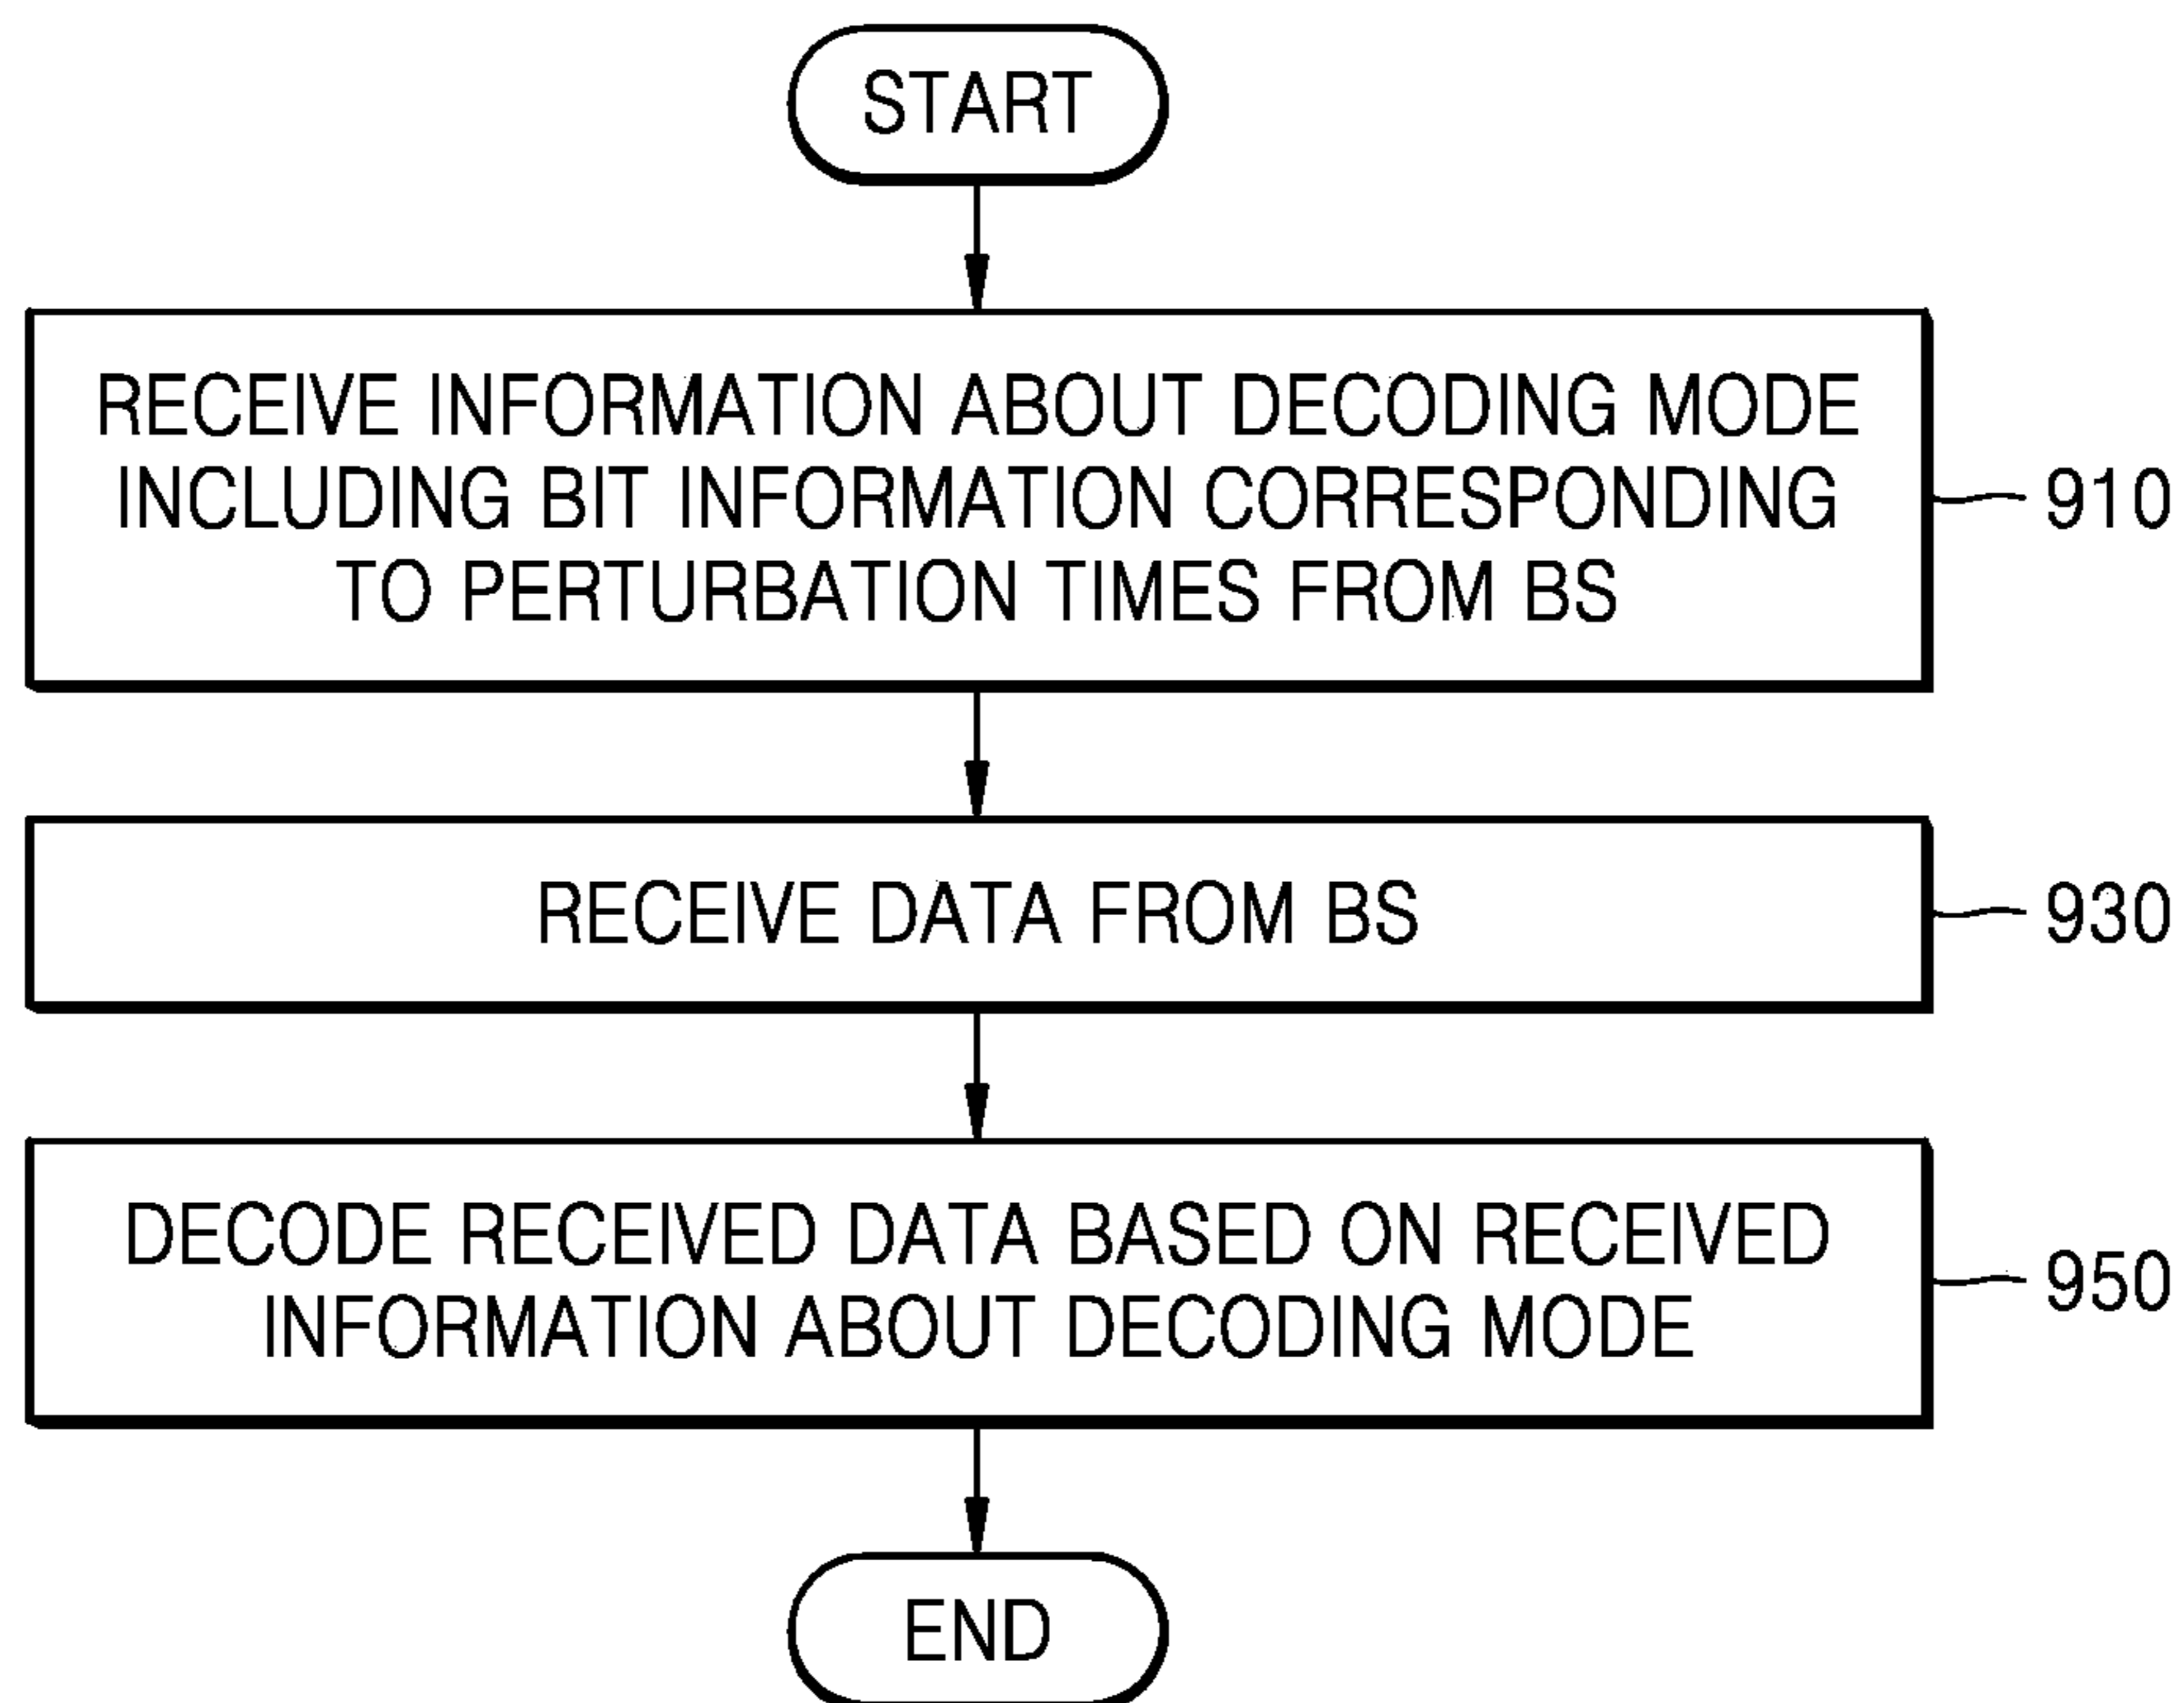 START
RECEIVE INFORMATION ABOUT DECODING MODE
INCLUDING BIT INFORMATION CORRESPONDING
TO PERTURBATION TIMES FROM BS
910
RECEIVE DATA FROM BS
930
DECODE RECEIVED DATA BASED ON RECEIVED
INFORMATION ABOUT DECODING MODE
950
END